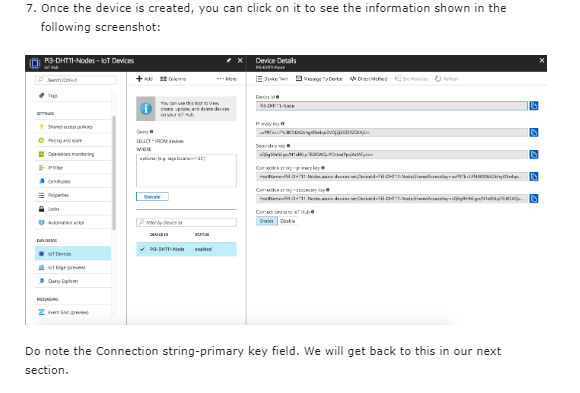 7. Once the device is created, you can click on it to see the information shown in the
following screenshot:
Pi3-DHT11-Nodes - IoT Devices
IoT Hub
Device Details
Pi3-DHT11-Node
Search (Ctrl+/)
Tags
SETTINGS
Shared access policies
Pricing and scale
Operations monitoring
IP Filter
Certificates
Properties
Locks
Automation script
EXPLORERS
IoT Devices
IoT Edge (preview)
Query Explorer
MESSAGING
Event Grid (preview)
Add Columns More
You can use this tool to view,
create, update, and delete devices
on your IoT Hub.
Query
SELECT * FROM devices
WHERE
optional (e.g. tags.location='US')
Execute
Filter by Device Id
DEVICE ID STATUS
Pi3-DHT11-Node enabled
Device Twin Message To Device Direct Method Refresh
Device Id
Pi3-DHT11-Node
Primary key
Secondary key
Connection string—primary key
Connection string—secondary key
Connect device to IoT Hub
Enable Disable
Do note the Connection string-primary key field. We will get back to this in our next
section.